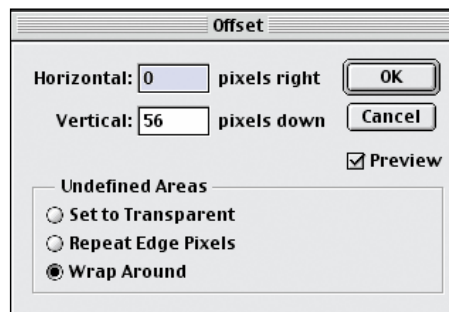 Offset
Horizontal: 0 pixels right
OK
Vertical: 56 pixels down
Cancel
Preview
Undefined Areas
Set to Transparent
Repeat Edge Pixels
Wrap Around